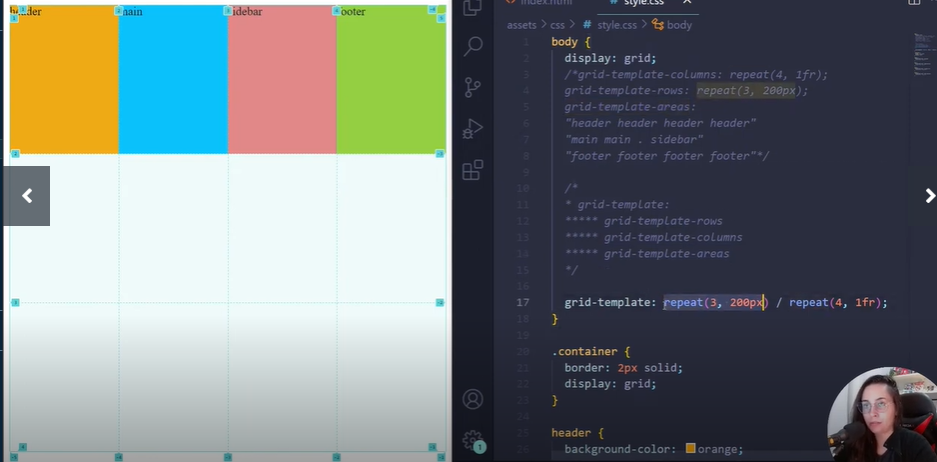 header
main
sidebar
footer
index.html
# style.css
assets > css > # style.css > body
1 body {
2 display: grid;
3 /*grid-template-columns: repeat(4, 1fr);
4 grid-template-rows: repeat(3, 200px);
5 grid-template-areas:
6 "header header header header"
7 "main main . sidebar"
8 "footer footer footer footer"*/
9
10 /*
11 * grid-template:
12 ***** grid-template-rows
13 ***** grid-template-columns
14 ***** grid-template-areas
15 */
16
17 grid-template: repeat(3, 200px) / repeat(4, 1fr);
18 }
19
20 .container {
21 border: 2px solid;
22 display: grid;
23 }
24
25 header {
26 background-color: orange;
1